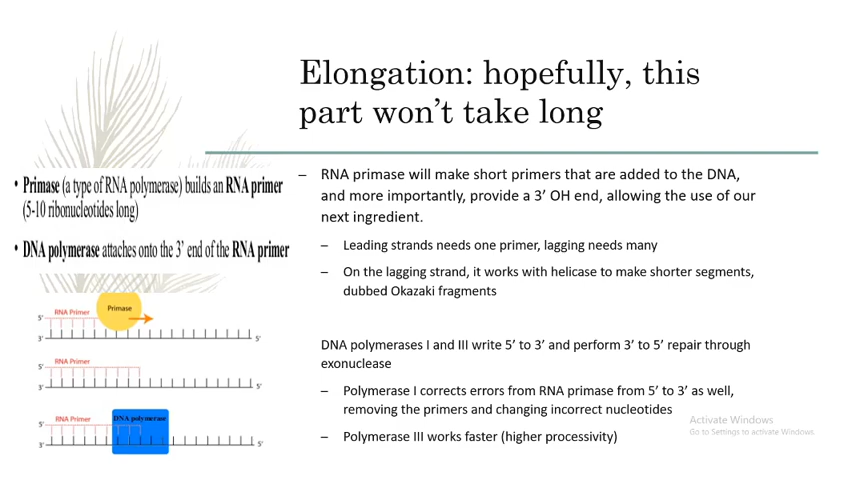 Elongation: hopefully, this
part won't take long
• Primase (a type of RNA polymerase) builds an RNA primer
(5-10 ribonucleotides long)
• DNA polymerase attaches onto the 3' end of the RNA primer
RNA Primer
Primase
5'
3'
5'
RNA Primer
5'
3'
5'
RNA Primer
DNA polymerase
5'
3'
5'
– RNA primase will make short primers that are added to the DNA,
and more importantly, provide a 3' OH end, allowing the use of our
next ingredient.
– Leading strands needs one primer, lagging needs many
– On the lagging strand, it works with helicase to make shorter segments,
dubbed Okazaki fragments
DNA polymerases I and III write 5' to 3' and perform 3' to 5' repair through
exonuclease
– Polymerase I corrects errors from RNA primase from 5' to 3' as well,
removing the primers and changing incorrect nucleotides
– Polymerase III works faster (higher processivity)
Activate Windows
Go to Settings to activate Windows.